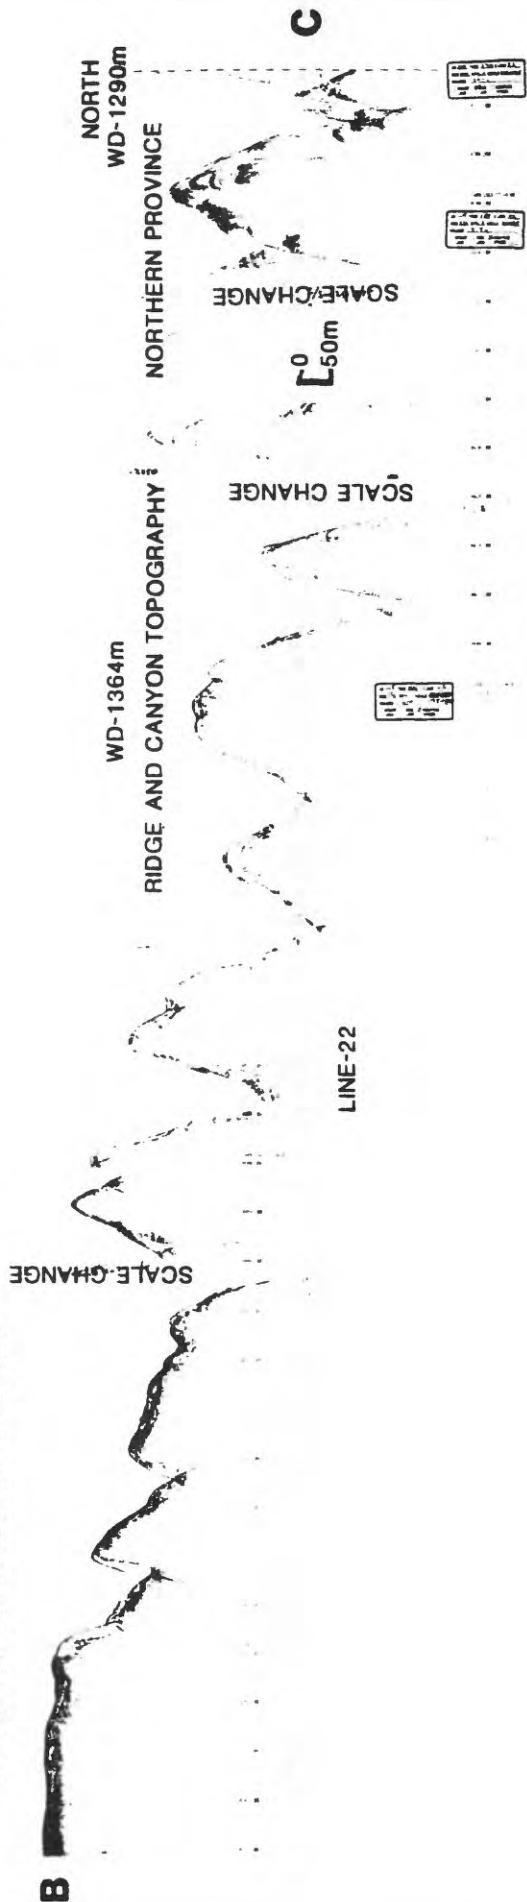 B
SCALE CHANGE
LINE-22
WD-1364m
RIDGE AND CANYON TOPOGRAPHY
SCALE CHANGE
0
50m
SCALE CHANGE
NORTHERN PROVINCE
NORTH
WD-1290m
C